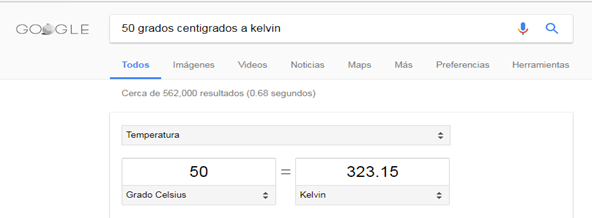 GOOGLE
50 grados centigrados a kelvin
Todos Imágenes Videos Noticias Maps Más Preferencias Herramientas
Cerca de 562,000 resultados (0.68 segundos)
Temperatura
50 = 323.15
Grado Celsius Kelvin